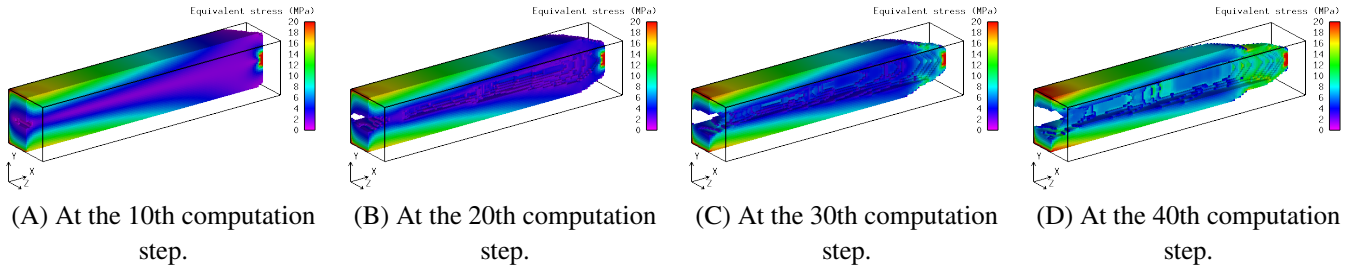 Equivalent stress (MPa)
20
18
16
14
12
10
8
6
4
2
0
Y
X
Z
(A) At the 10th computation
step.
Equivalent stress (MPa)
20
18
16
14
12
10
8
6
4
2
0
Y
X
Z
(B) At the 20th computation
step.
Equivalent stress (MPa)
20
18
16
14
12
10
8
6
4
2
0
Y
X
Z
(C) At the 30th computation
step.
Equivalent stress (MPa)
20
18
16
14
12
10
8
6
4
2
0
Y
X
Z
(D) At the 40th computation
step.